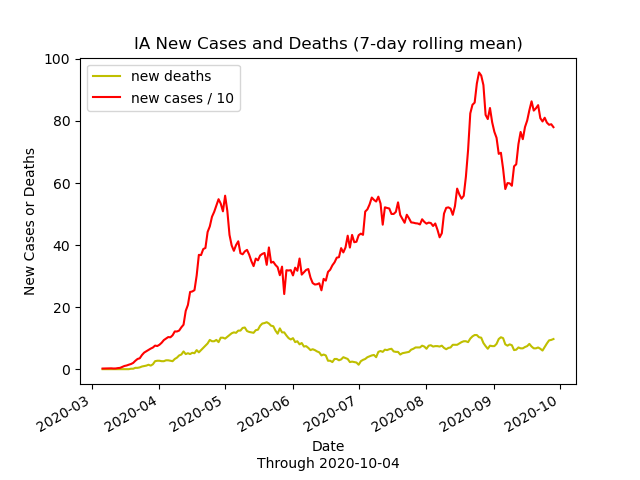 IA New Cases and Deaths (7-day rolling mean)
new deaths
new cases / 10
New Cases or Deaths
100
80
60
40
20
0
2020-03
2020-04
2020-05
2020-06
2020-07
2020-08
2020-09
2020-10
Date
Through 2020-10-04